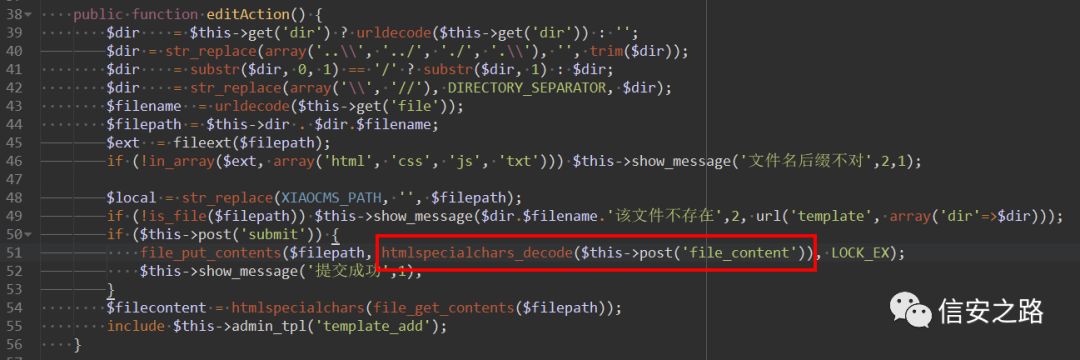 38 public function editAction() {
39 $dir = $this->get('dir') ? urldecode($this->get('dir')) : '';
40 $dir = str_replace(array('..\\', '../', './', '.\\'), '', trim($dir));
41 $dir = substr($dir, 0, 1) == '/' ? substr($dir, 1) : $dir;
42 $dir = str_replace(array('\\', '//'), DIRECTORY_SEPARATOR, $dir);
43 $filename = urldecode($this->get('file'));
44 $filepath = $this->dir . $dir.$filename;
45 $ext = fileext($filepath);
46 if (!in_array($ext, array('html', 'css', 'js', 'txt'))) $this->show_message('文件名后缀不对',2,1);
47
48 $local = str_replace(XIAOCMS_PATH, '', $filepath);
49 if (!is_file($filepath)) $this->show_message($dir.$filename.'该文件不存在',2, url('template', array('dir'=>$dir)));
50 if ($this->post('submit')) {
51 file_put_contents($filepath, htmlspecialchars_decode($this->post('file_content')), LOCK_EX);
52 $this->show_message('提交成功',1);
53 }
54 $filecontent = htmlspecialchars(file_get_contents($filepath));
55 include $this->admin_tpl('template_add');
56 }
信安之路